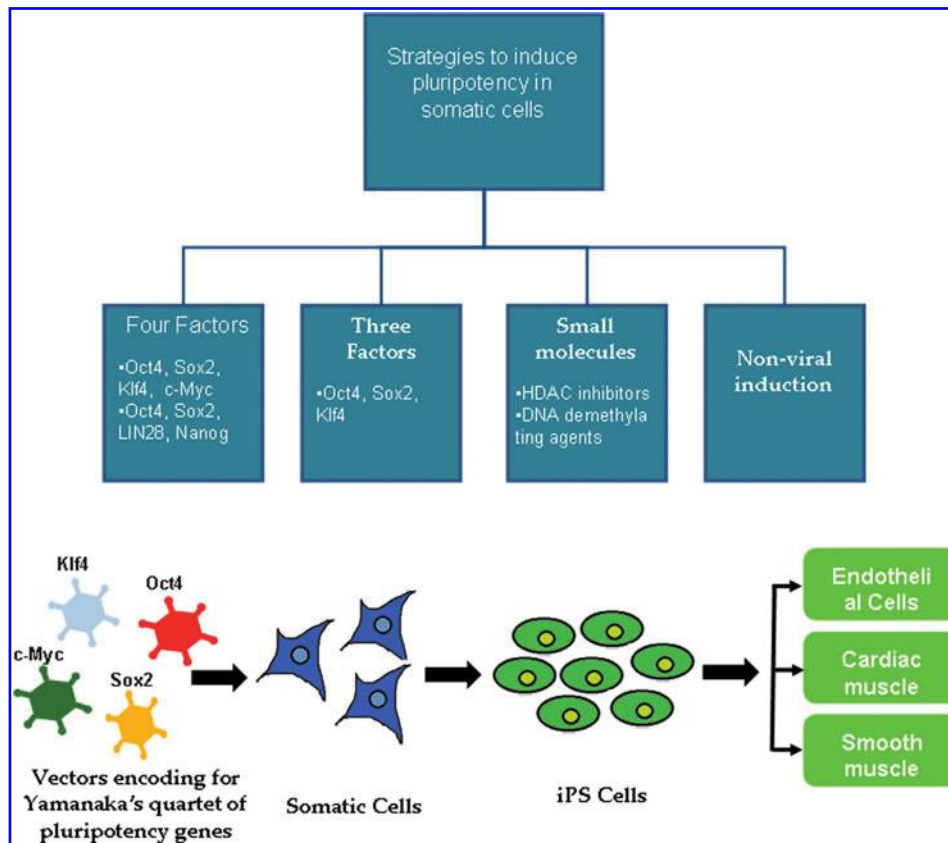 Strategies to induce
pluripotency in
somatic cells
Four Factors
▪Oct4, Sox2,
Klf4, c-Myc
▪Oct4, Sox2,
LIN28, Nanog
Three
Factors
▪Oct4, Sox2,
Klf4
Small
molecules
▪HDAC inhibitors
▪DNA demethyla
ting agents
Non-viral
induction
Klf4
Oct4
c-Myc
Sox2
Vectors encoding for
Yamanaka's quartet of
pluripotency genes
Somatic Cells
iPS Cells
Endotheli
al Cells
Cardiac
muscle
Smooth
muscle